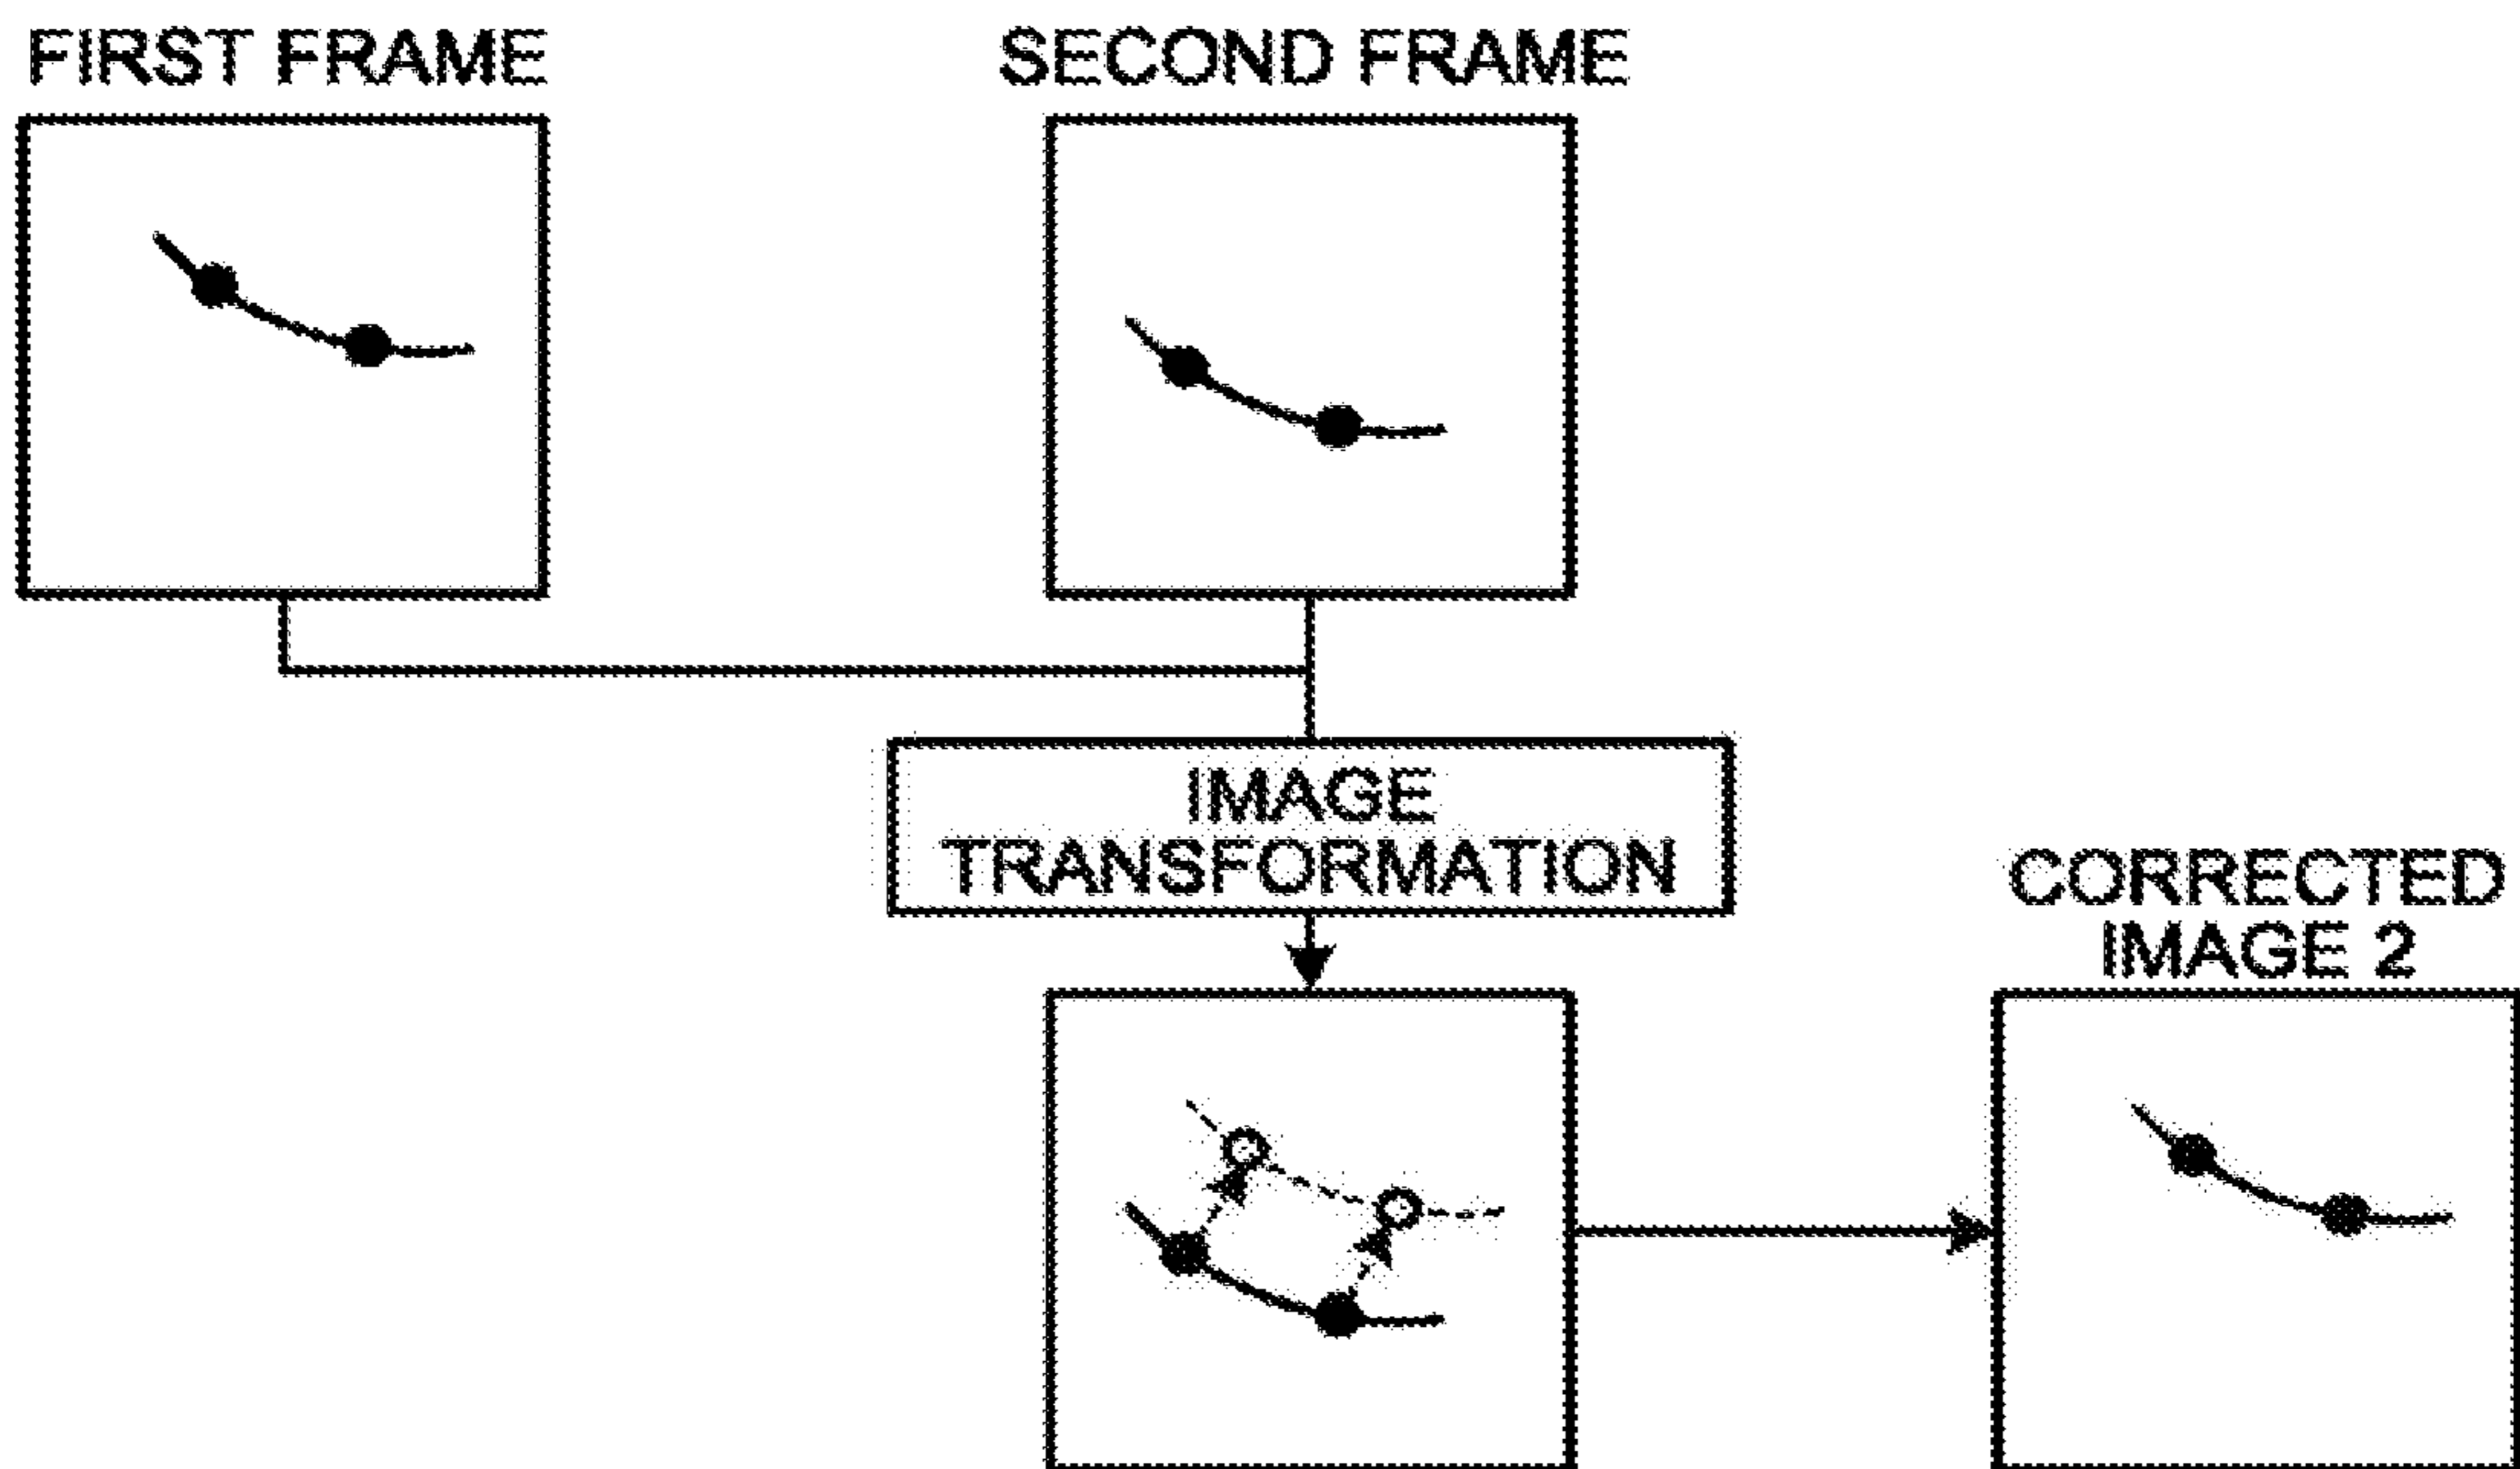 FIRST FRAME
SECOND FRAME
IMAGE
TRANSFORMATION
CORRECTED
IMAGE 2